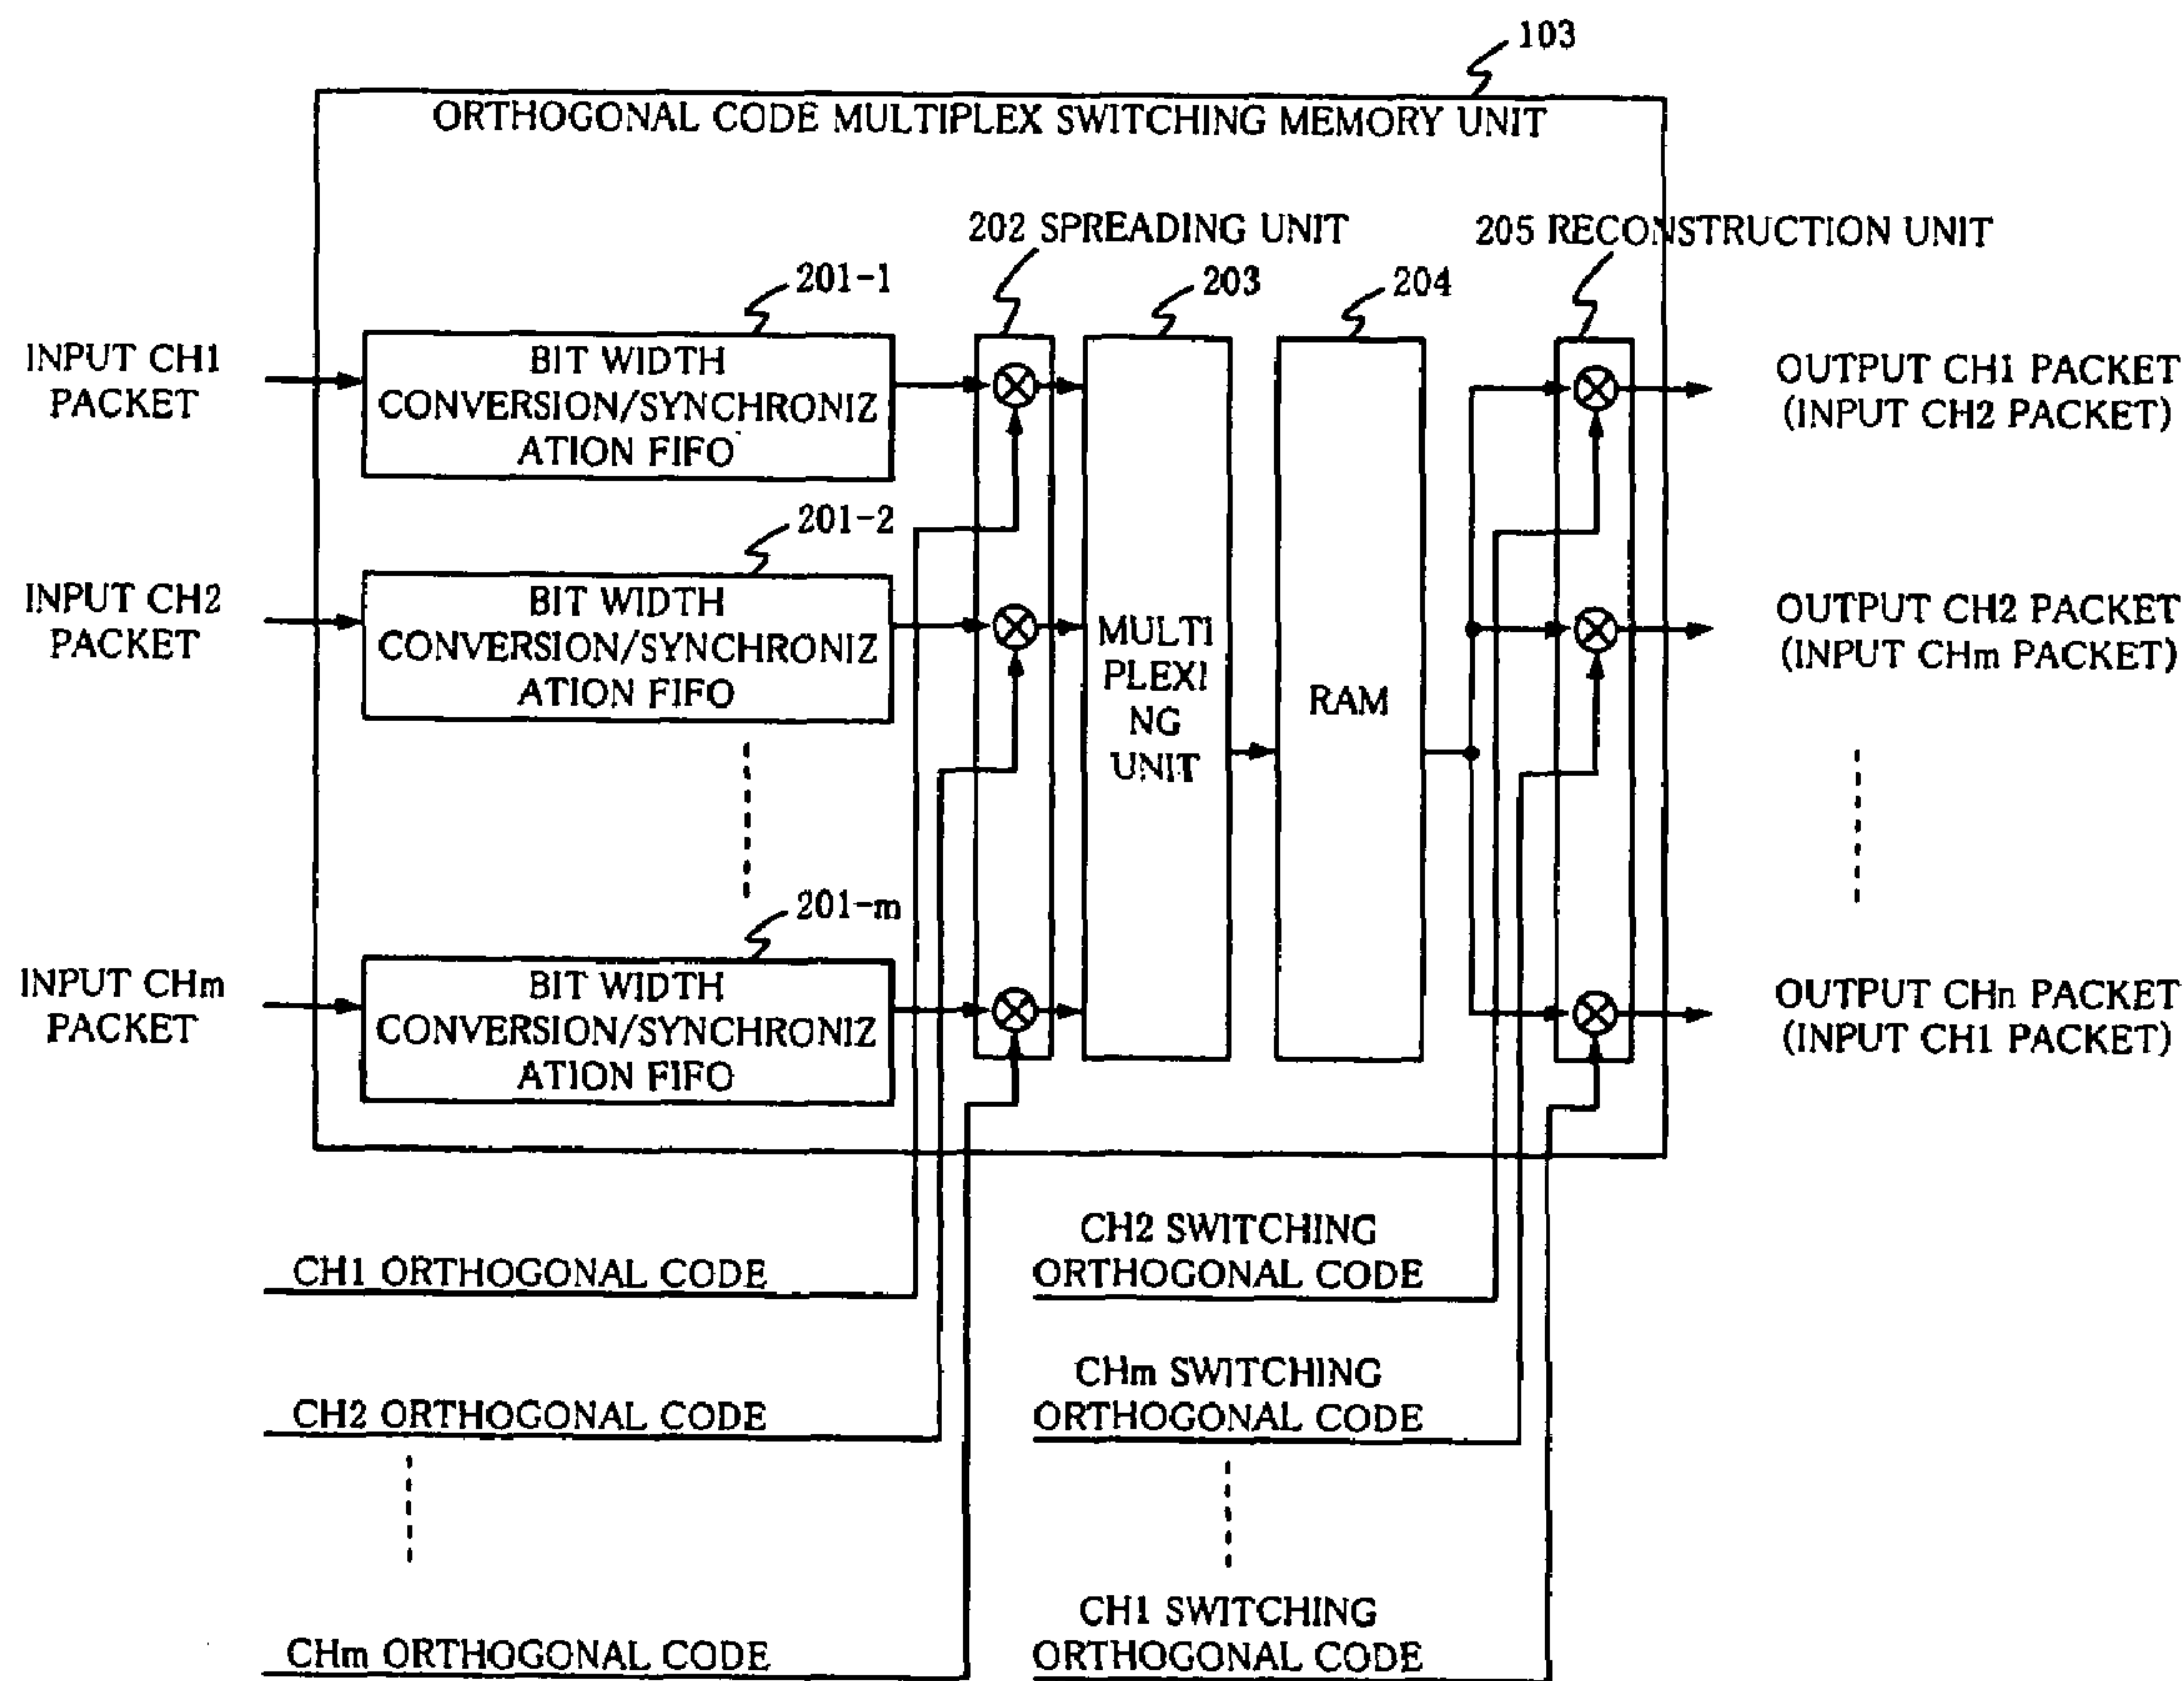 103
ORTHOGONAL CODE MULTIPLEX SWITCHING MEMORY UNIT
202 SPREADING UNIT
205 RECONSTRUCTION UNIT
201-1
203
204
INPUT CH1
PACKET
BIT WIDTH
CONVERSION/SYNCHRONIZ
ATION FIFO
OUTPUT CH1 PACKET
(INPUT CH2 PACKET)
201-2
INPUT CH2
PACKET
BIT WIDTH
CONVERSION/SYNCHRONIZ
ATION FIFO
MULTI
PLEXI
NG
UNIT
RAM
OUTPUT CH2 PACKET
(INPUT CHm PACKET)
201-m
INPUT CHm
PACKET
BIT WIDTH
CONVERSION/SYNCHRONIZ
ATION FIFO
OUTPUT CHn PACKET
(INPUT CH1 PACKET)
CH1 ORTHOGONAL CODE
CH2 SWITCHING
ORTHOGONAL CODE
CH2 ORTHOGONAL CODE
CHm SWITCHING
ORTHOGONAL CODE
CHm ORTHOGONAL CODE
CH1 SWITCHING
ORTHOGONAL CODE